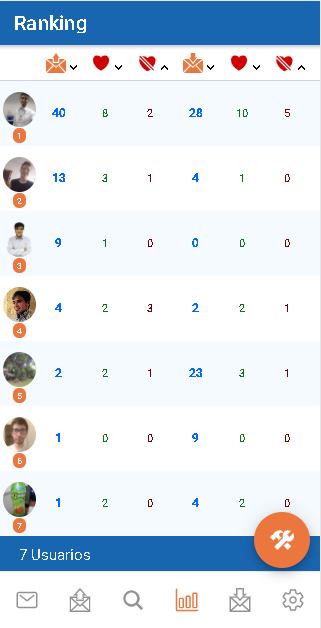 Ranking
40 8 2 28 10 5
1
13 3 1 4 1 0
2
9 1 0 0 0 0
3
4 2 3 2 2 1
4
2 2 1 23 3 1
5
1 0 0 9 0 0
6
1 2 0 4 2 0
7
7 Usuarios